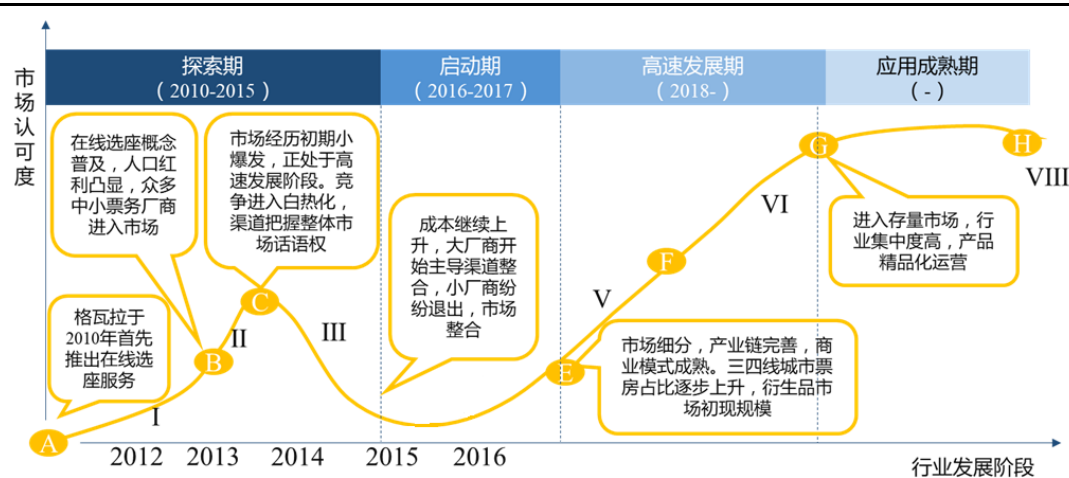 市场认可度
探索期
（2010-2015）
启动期
（2016-2017）
高速发展期
（2018-）
应用成熟期
（-）
在线选座概念
普及，人口红
利凸显，众多
中小票务厂商
进入市场
市场经历初期小
爆发，正处于高
速发展阶段。竞
争进入白热化，
渠道把握整体市
场话语权
成本继续上
升，大厂商开
始主导渠道整
合，小厂商纷
纷退出，市场
整合
进入存量市场，行
业集中度高，产品
精品化运营
格瓦拉于
2010年首先
推出在线选
座服务
市场细分，产业链完善，商
业模式成熟。三四线城市票
房占比逐步上升，衍生品市
场初现规模
A
I
B
II
C
III
E
V
F
VI
G
H
VIII
2012
2013
2014
2015
2016
行业发展阶段